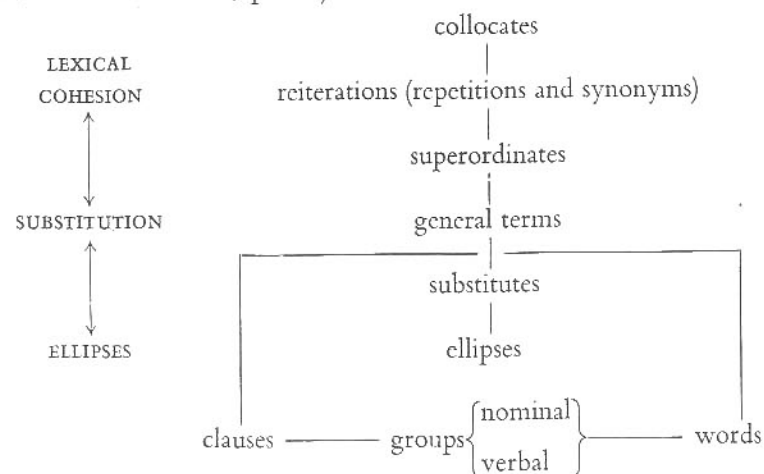 collocates
LEXICAL
COHESION
reiterations (repetitions and synonyms)
superordinates
SUBSTITUTION
general terms
substitutes
ELLIPSES
ellipses
clauses
groups
nominal
verbal
words